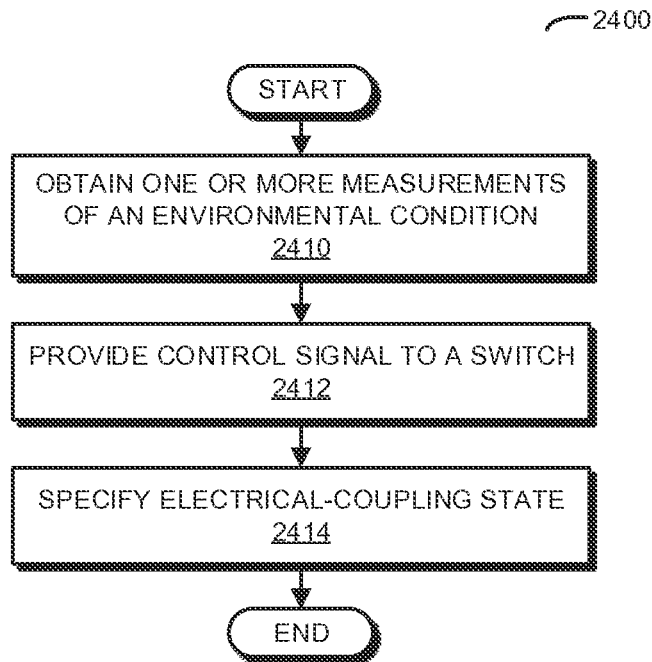 2400
START
OBTAIN ONE OR MORE MEASUREMENTS
OF AN ENVIRONMENTAL CONDITION
2410
PROVIDE CONTROL SIGNAL TO A SWITCH
2412
SPECIFY ELECTRICAL-COUPLING STATE
2414
END